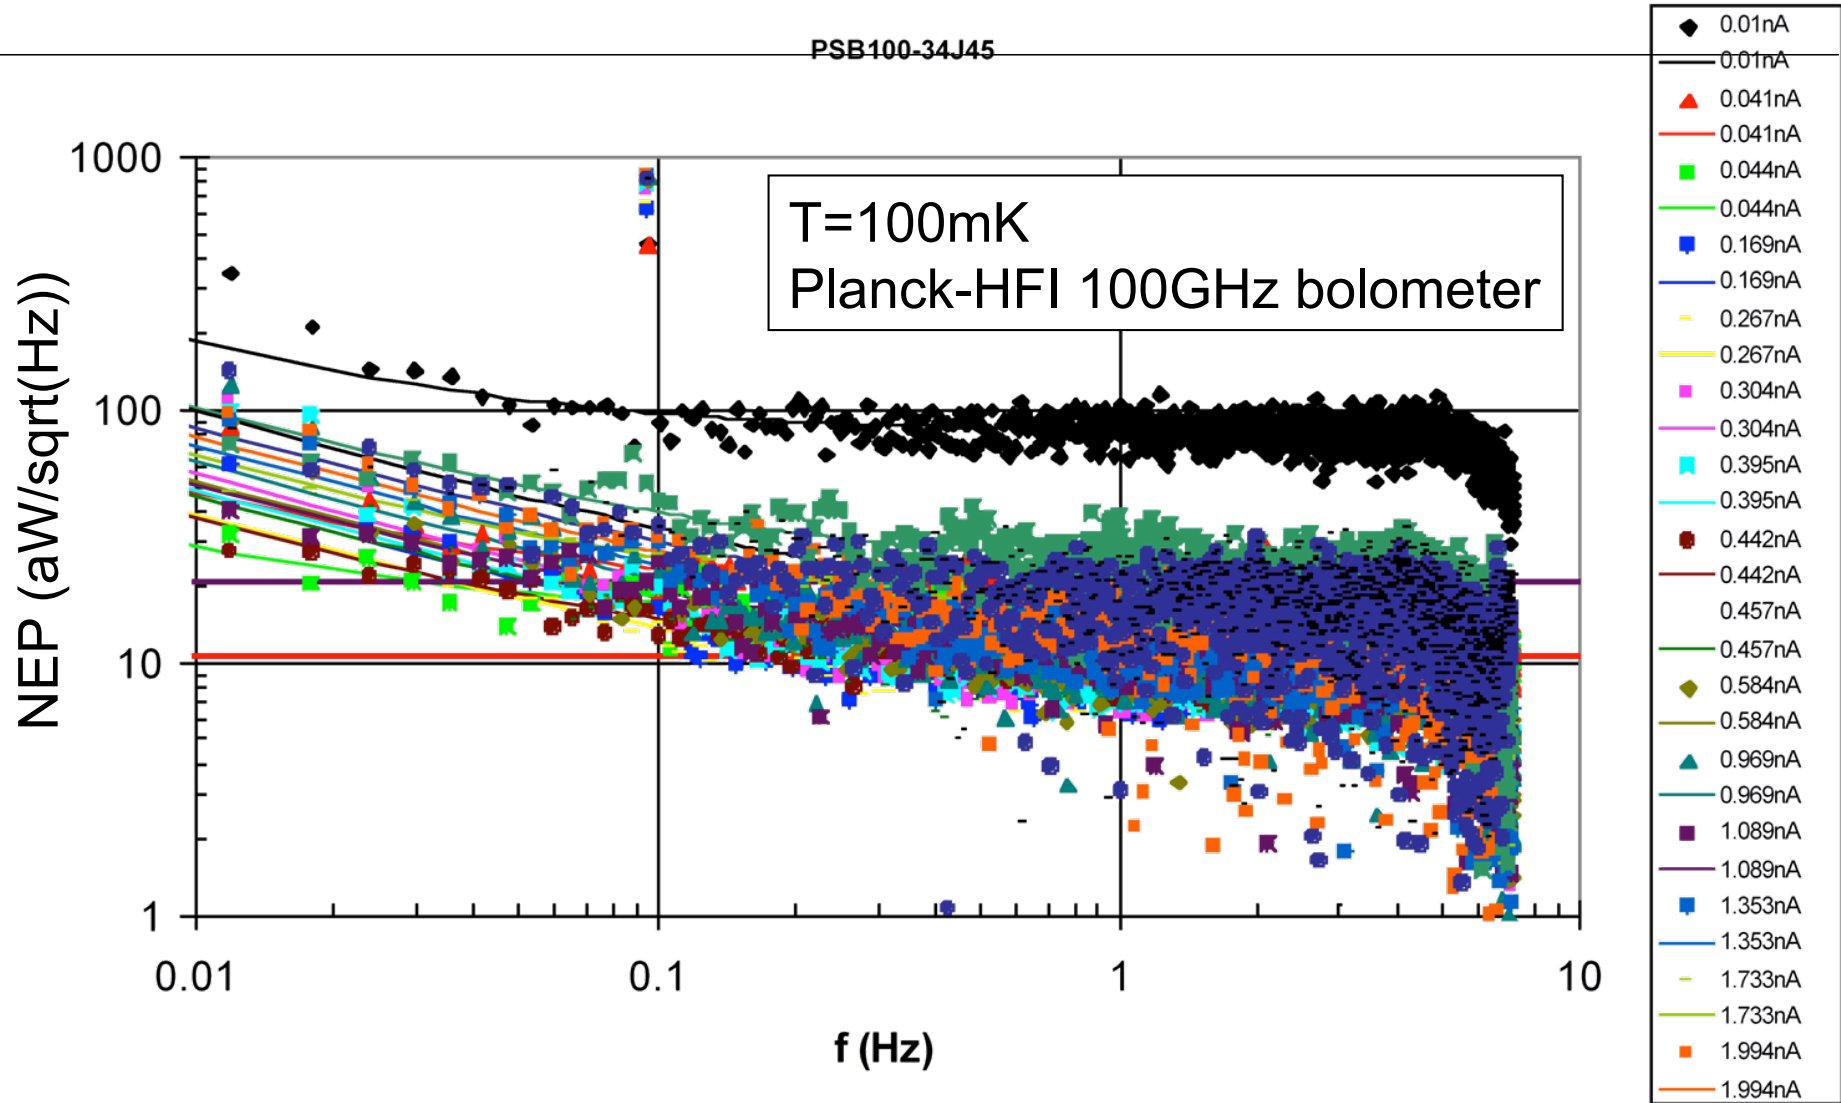 PSB100-34J45
1000
100
10
1
NEP (aW/sqrt(Hz))
T=100mK
Planck-HFI 100GHz bolometer
0.01
0.1
1
10
f (Hz)
0.01nA
0.01nA
0.041nA
0.041nA
0.044nA
0.044nA
0.169nA
0.169nA
0.267nA
0.267nA
0.304nA
0.304nA
0.395nA
0.395nA
0.442nA
0.442nA
0.457nA
0.457nA
0.584nA
0.584nA
0.969nA
0.969nA
1.089nA
1.089nA
1.353nA
1.353nA
1.733nA
1.733nA
1.994nA
1.994nA